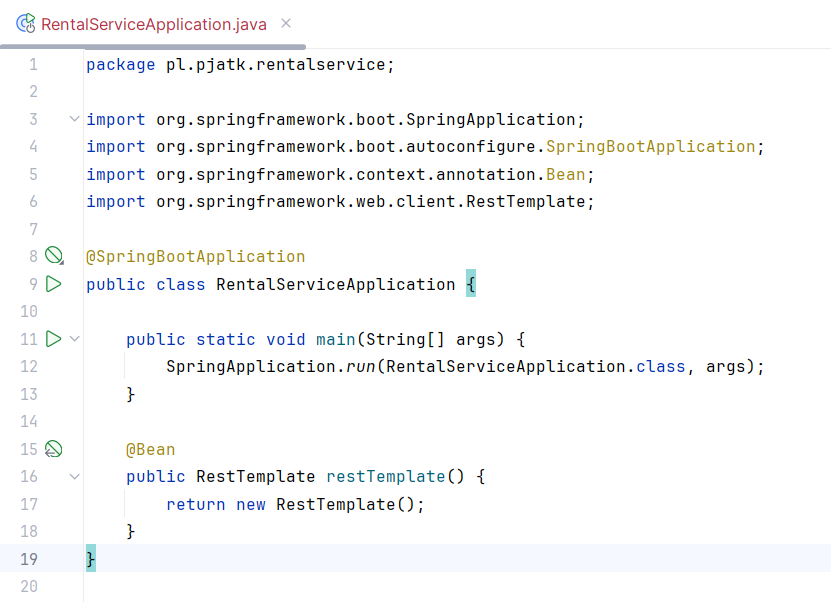 RentalServiceApplication.java
1 package pl.pjatk.rentalservice;
2
3 import org.springframework.boot.SpringApplication;
4 import org.springframework.boot.autoconfigure.SpringBootApplication;
5 import org.springframework.context.annotation.Bean;
6 import org.springframework.web.client.RestTemplate;
7
8 @SpringBootApplication
9 public class RentalServiceApplication {
10
11     public static void main(String[] args) {
12         SpringApplication.run(RentalServiceApplication.class, args);
13     }
14
15     @Bean
16     public RestTemplate restTemplate() {
17         return new RestTemplate();
18     }
19 }
20